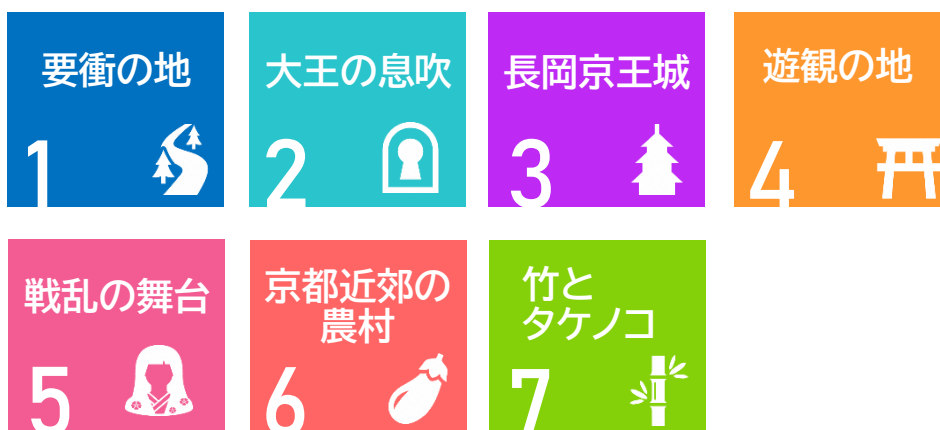 要衝の地
1
大王の息吹
2
長岡京王城
3
遊観の地
4
戦乱の舞台
5
京都近郊の
農村
6
竹と
タケノコ
7